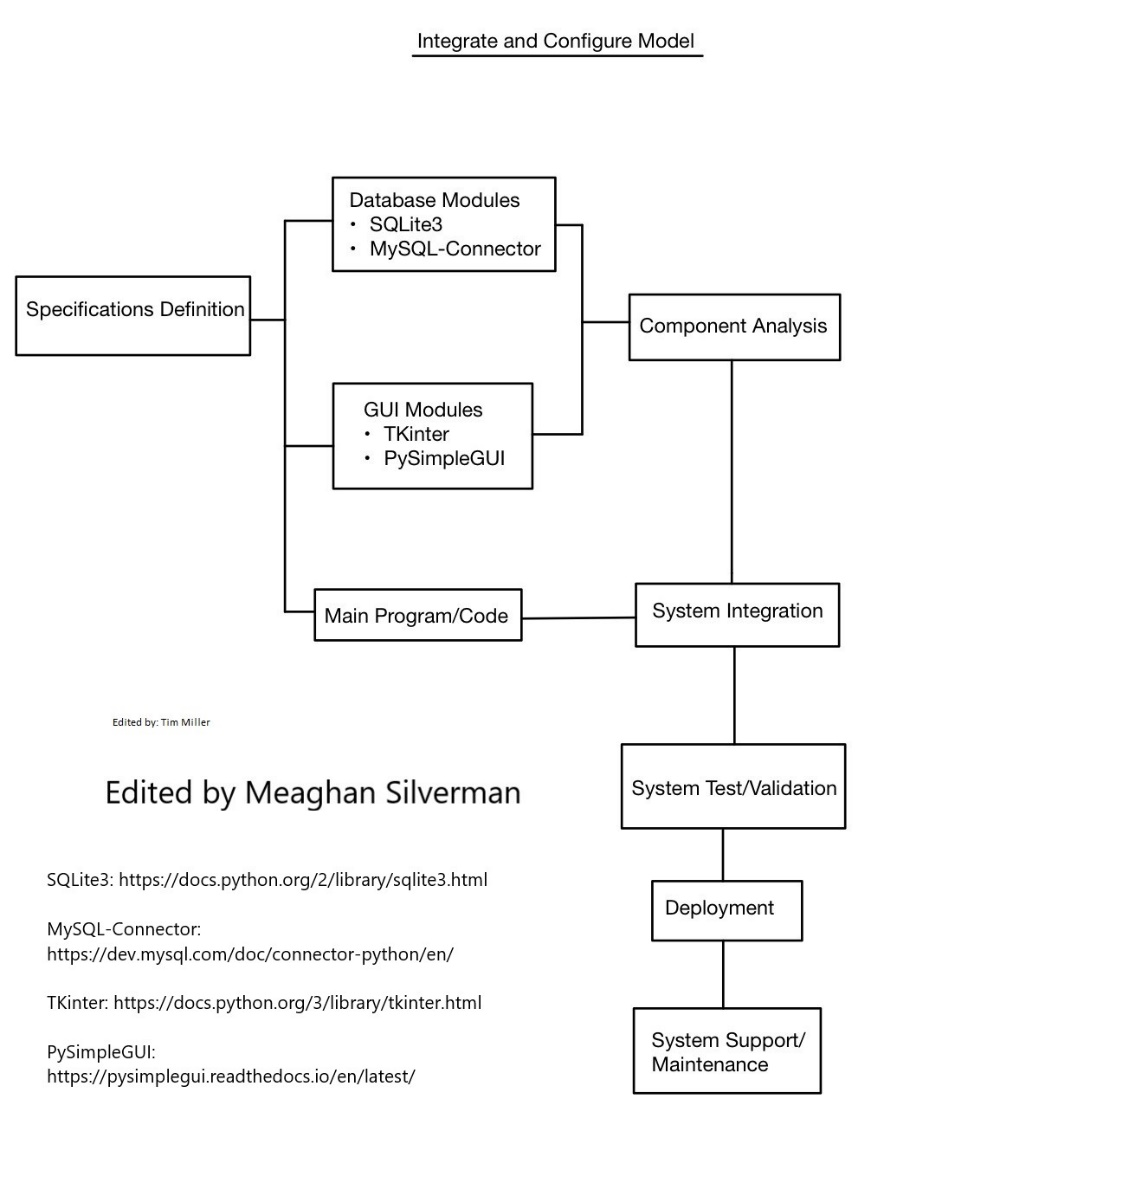 Integrate and Configure Model
Database Modules
• SQLite3
• MySQL-Connector
Specifications Definition
Component Analysis
GUI Modules
• TKinter
• PySimpleGUI
Main Program/Code
System Integration
Edited by: Tim Miller
Edited by Meaghan Silverman
System Test/Validation
SQLite3: https://docs.python.org/2/library/sqlite3.html
MySQL-Connector:
https://dev.mysql.com/doc/connector-python/en/
TKinter: https://docs.python.org/3/library/tkinter.html
PySimpleGUI:
https://pysimplegui.readthedocs.io/en/latest/
Deployment
System Support/
Maintenance